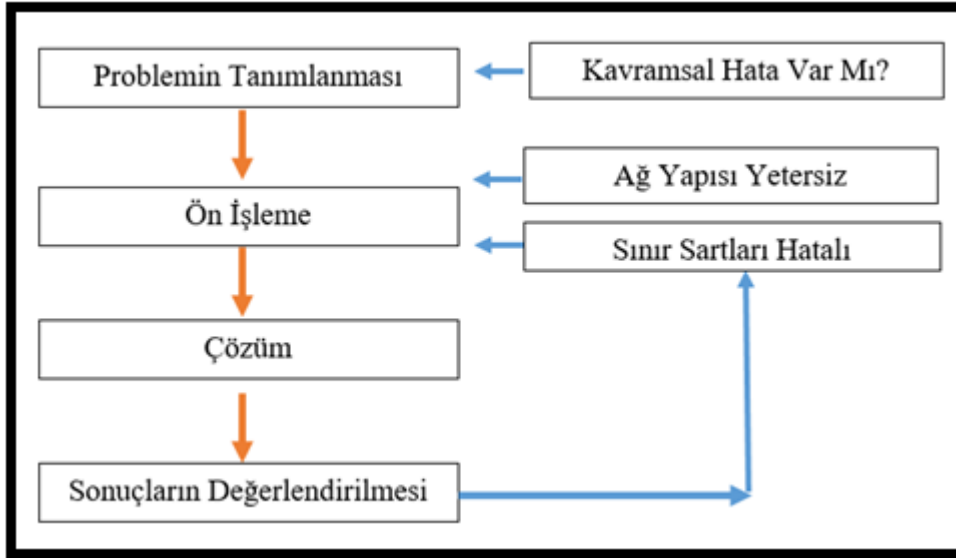 Problemin Tanımlanması
Kavramsal Hata Var Mı?
Ağ Yapısı Yetersiz
Ön İşleme
Sınır Sartları Hatalı
Çözüm
Sonuçların Değerlendirilmesi